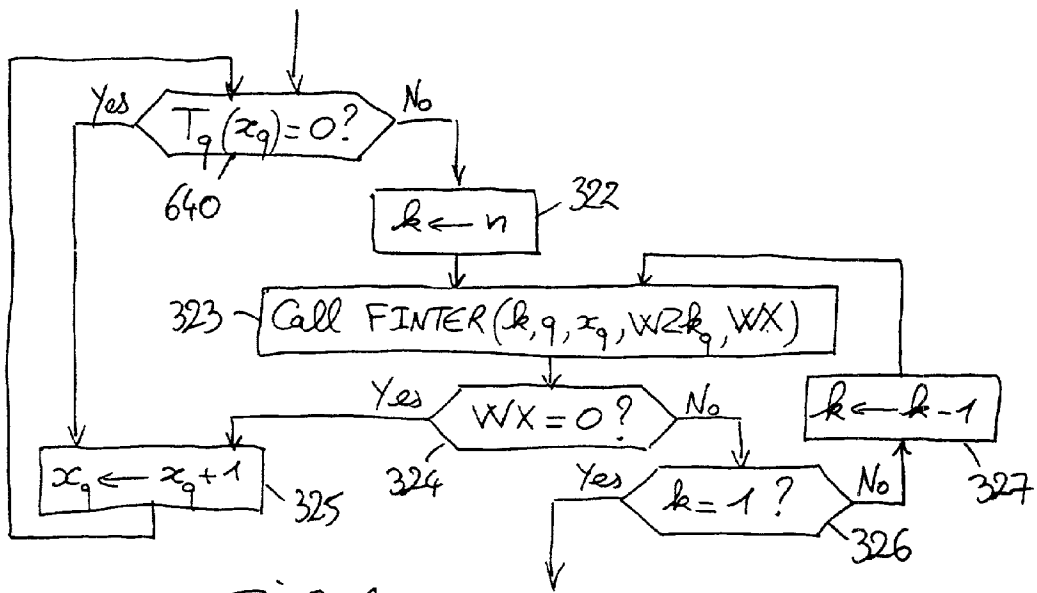 Yes
T_q(x_q)=0?
No
640
k ← n
322
323
Call FINTER(k,q,x_q,WZk_q,WX)
Yes
WX=0?
No
k ← k-1
x_q ← x_q+1
325
324
Yes
k=1?
No
327
326